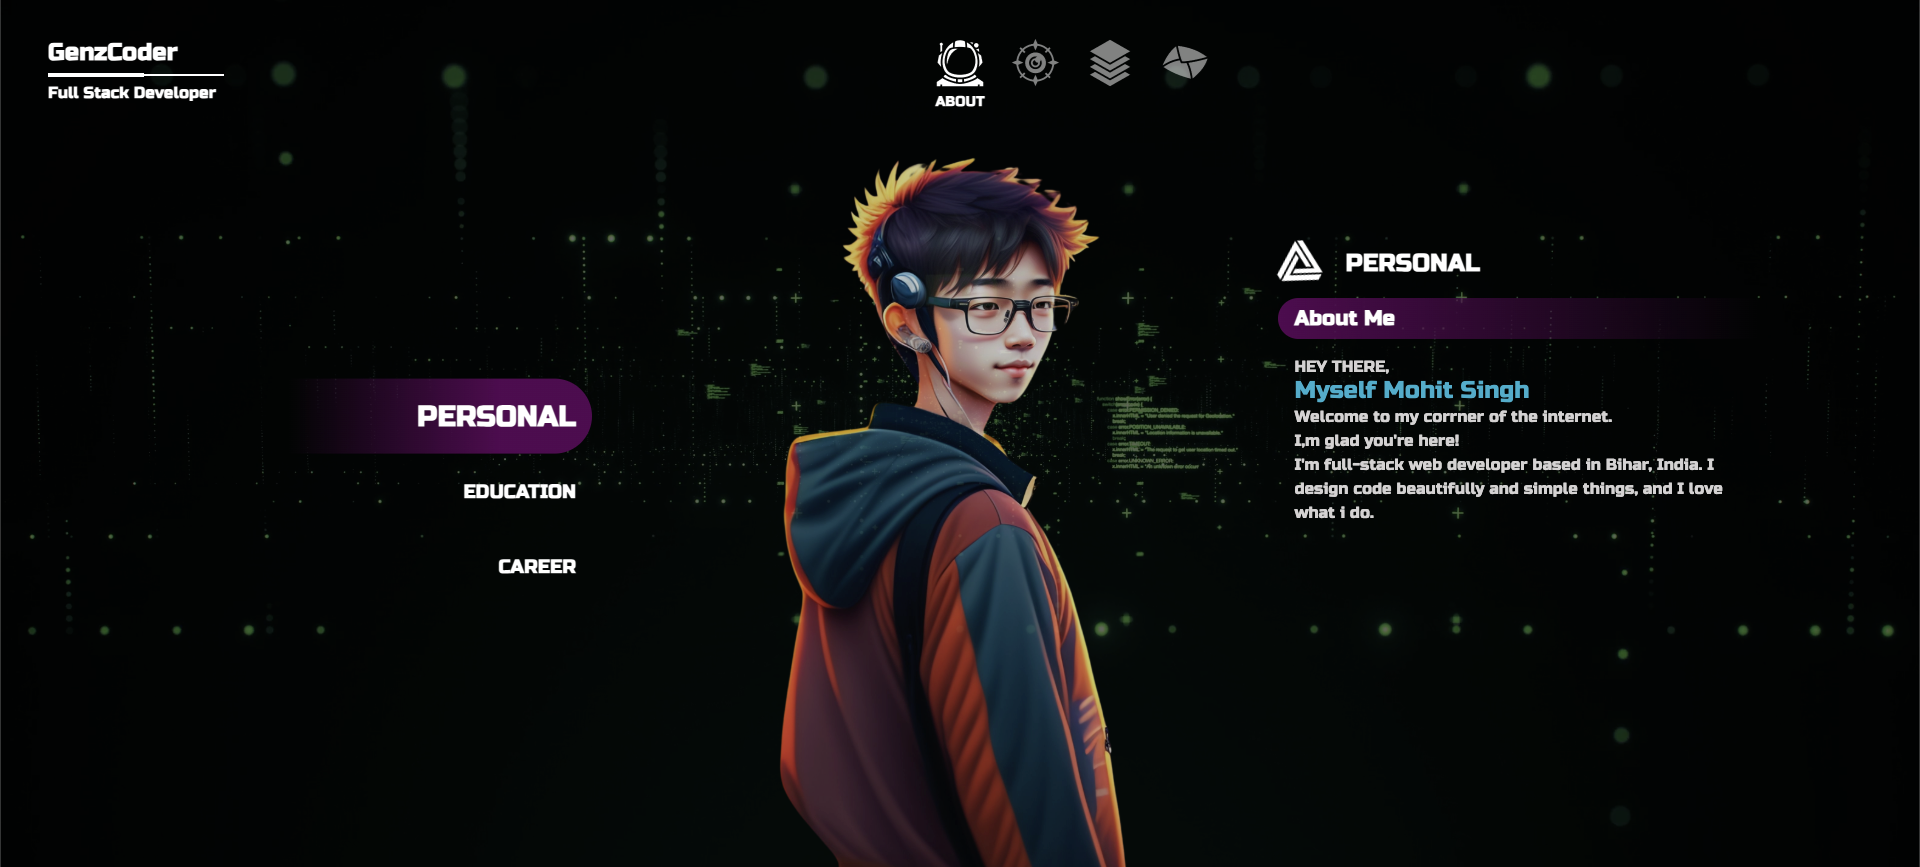 GenzCoder
Full Stack Developer
ABOUT
PERSONAL
EDUCATION
CAREER
PERSONAL
About Me
HEY THERE,
Myself Mohit Singh
Welcome to my corrner of the internet.
I,m glad you're here!
I'm full-stack web developer based in Bihar, India. I
design code beautifully and simple things, and I love
what i do.